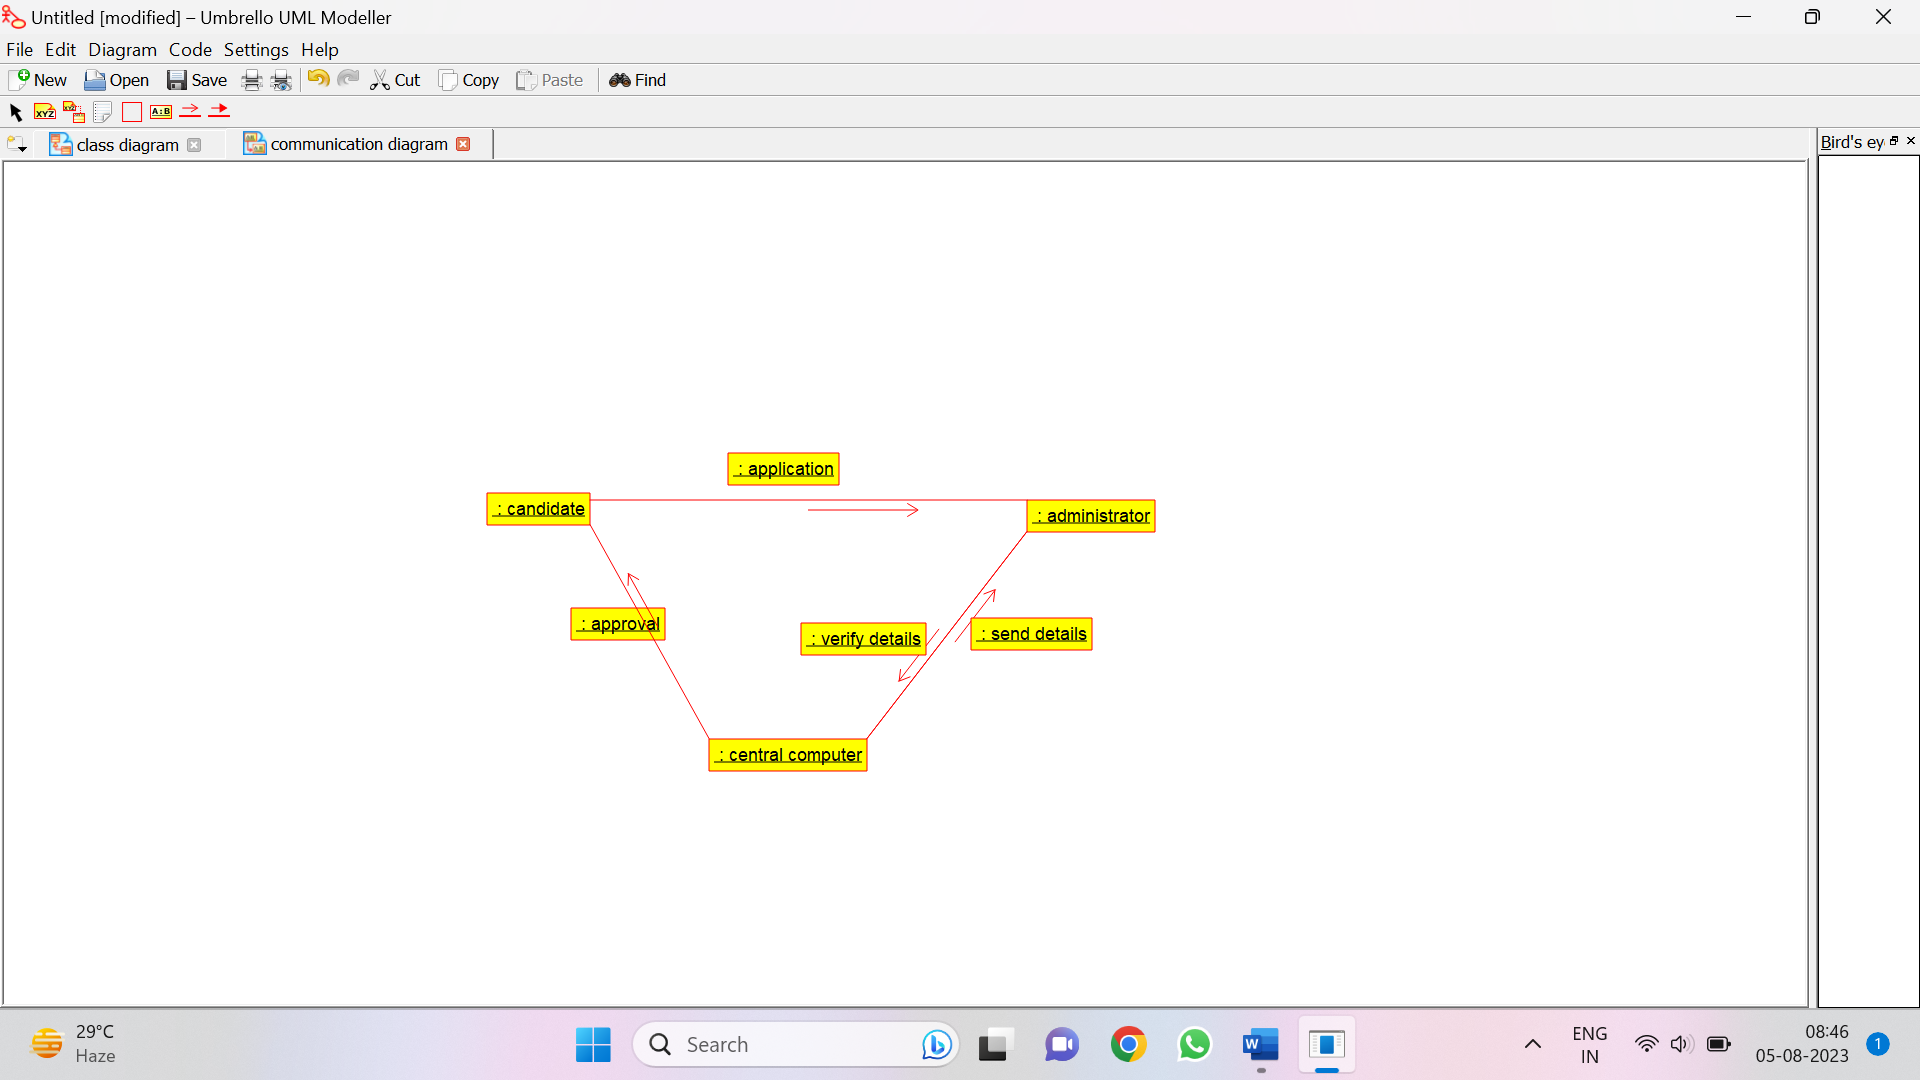 Untitled [modified] – Umbrello UML Modeller
File Edit Diagram Code Settings Help
New Open Save Cut Copy Paste Find
XYZ XYZ A:B
class diagram communication diagram Bird's ey
: application
: candidate
: administrator
: approval
: verify details
: send details
: central computer
29°C
Haze
Search
W
ENG
IN
08:46
05-08-2023
1